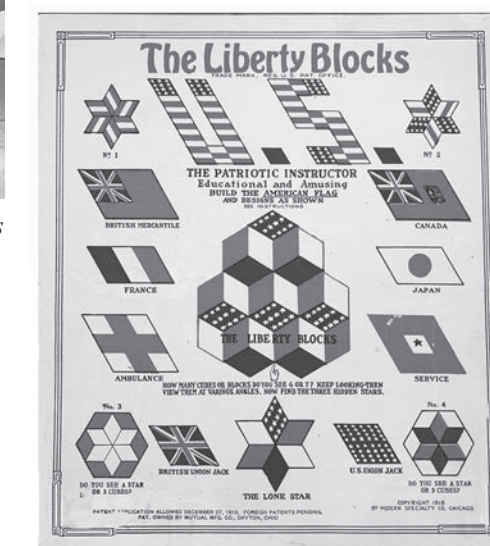 The Liberty Blocks
TRADE MARK, REG U.S. PAT. OFFICE.
U.S.
Nº 1
Nº 2
THE PATRIOTIC INSTRUCTOR
Educational and Amusing
BUILD THE AMERICAN FLAG
AND DESIGNS AS SHOWN
SEE INSTRUCTIONS
BRITISH MERCANTILE
CANADA
FRANCE
JAPAN
THE LIBERTY BLOCKS
AMBULANCE
SERVICE
HOW MANY CUBES OR BLOCKS DO YOU SEE 6 OR 7? KEEP LOOKING-THEN
VIEW THEM AT VARIOUS ANGLES. NOW FIND THE THREE HIDDEN STARS.
No. 3
No. 4
BRITISH UNION JACK
U.S. UNION JACK
DO YOU SEE A STAR
OR 3 CUBES?
THE LONE STAR
DO YOU SEE A STAR
OR 3 CUBES?
PATENT APPLICATION ALLOWED DECEMBER 27, FOREIGN PATENTS PENDING.
PAT. OWNED BY MUTUAL MFG. CO., DAYTON, OHIO
COPYRIGHT 1918
BY MODERN SPECIALTY CO. CHICAGO.
s